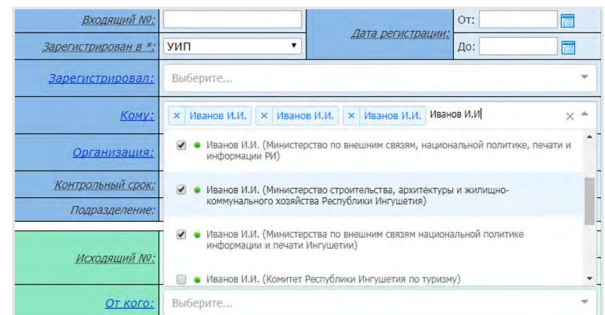 Входящий №:
Дата регистрации:
От:
Зарегистрирован в *:
УИП
До:
Зарегистрировал:
Выберите...
Кому:
× Иванов И.И. × Иванов И.И. × Иванов И.И. Иванов И.И
Организация:
Иванов И.И. (Министерство по внешним связям, национальной политике, печати и
информации РИ)
Контрольный срок:
Иванов И.И. (Министерство строительства, архитектуры и жилищно-
коммунального хозяйства Республики Ингушетия)
Подразделение:
Иванов И.И. (Министерство по внешним связям национальной политике
информации и печати Ингушетии)
Исходящий №:
Иванов И.И. (Комитет Республики Ингушетия по туризму)
От кого:
Выберите...